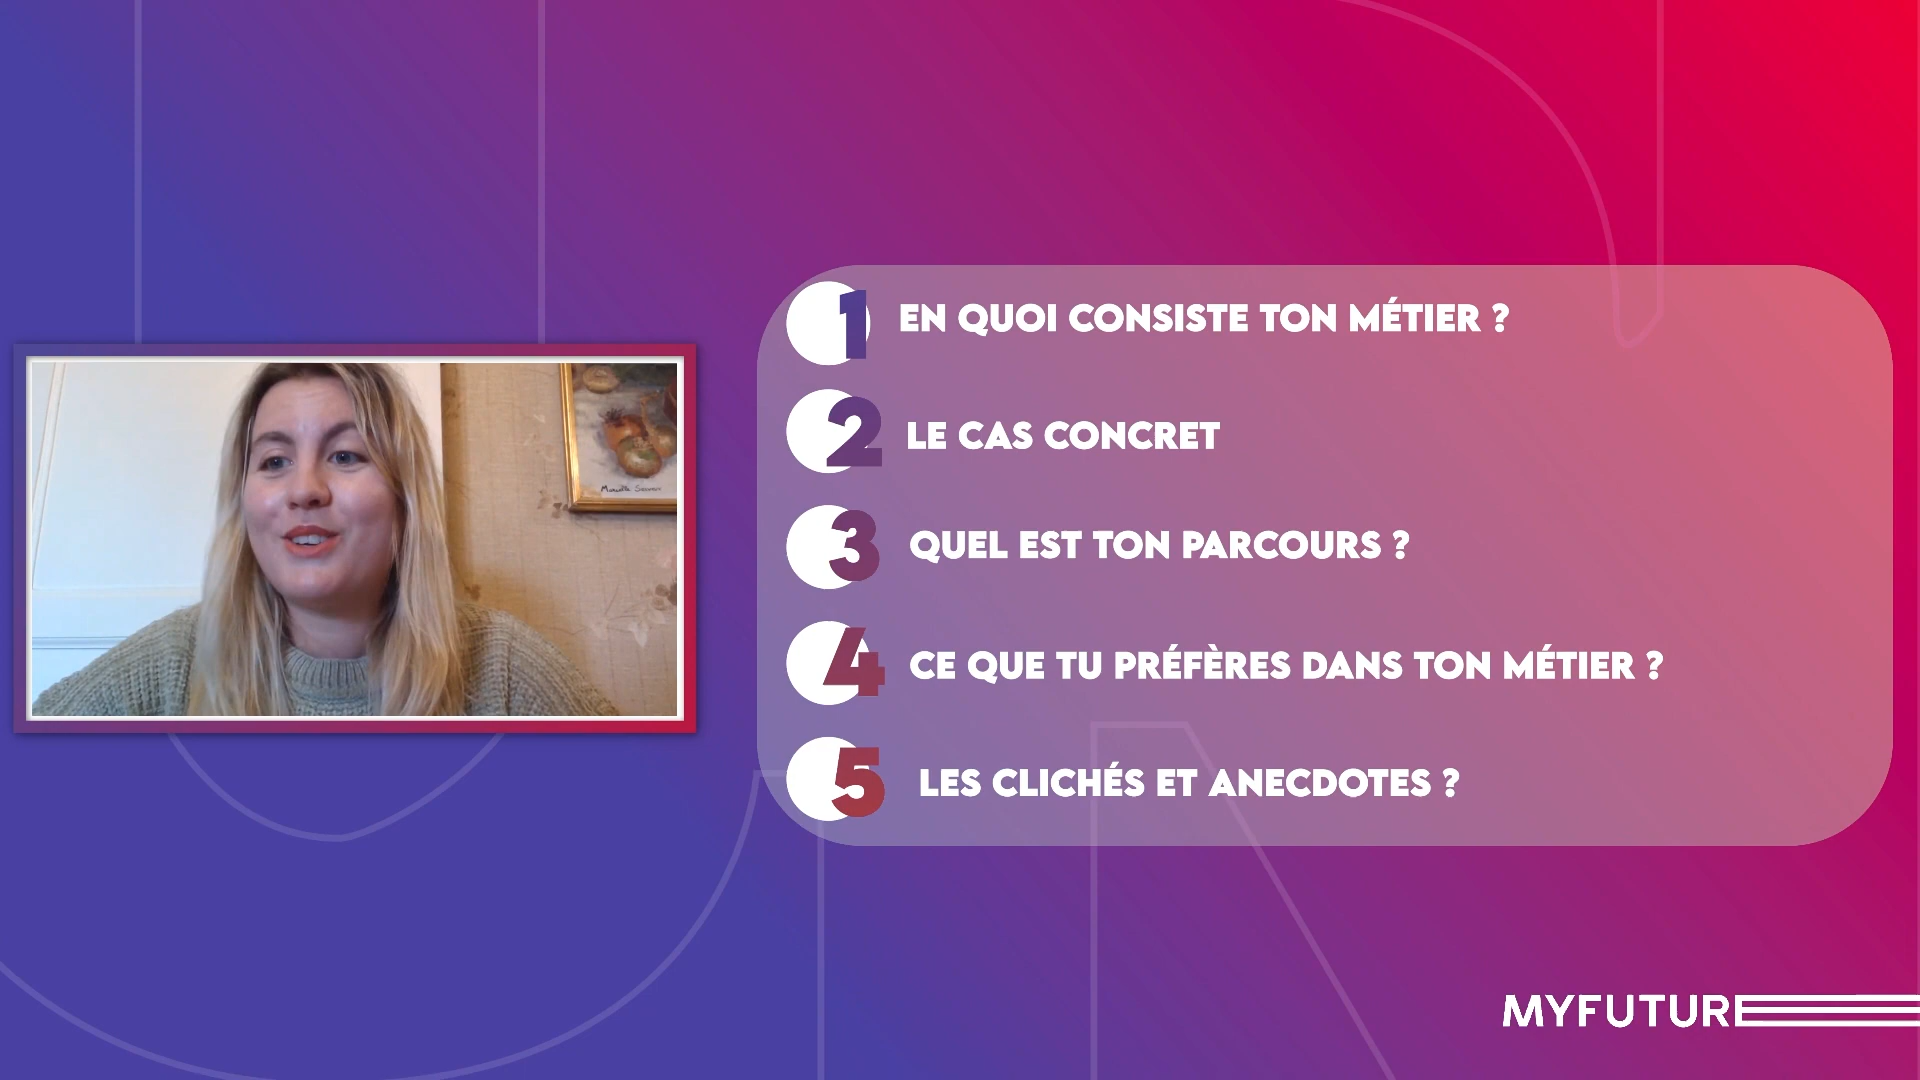 1 EN QUOI CONSISTE TON MÉTIER ?
2 LE CAS CONCRET
3 QUEL EST TON PARCOURS ?
4 CE QUE TU PRÉFÈRES DANS TON MÉTIER ?
5 LES CLICHÉS ET ANECDOTES ?
MYFUTURE